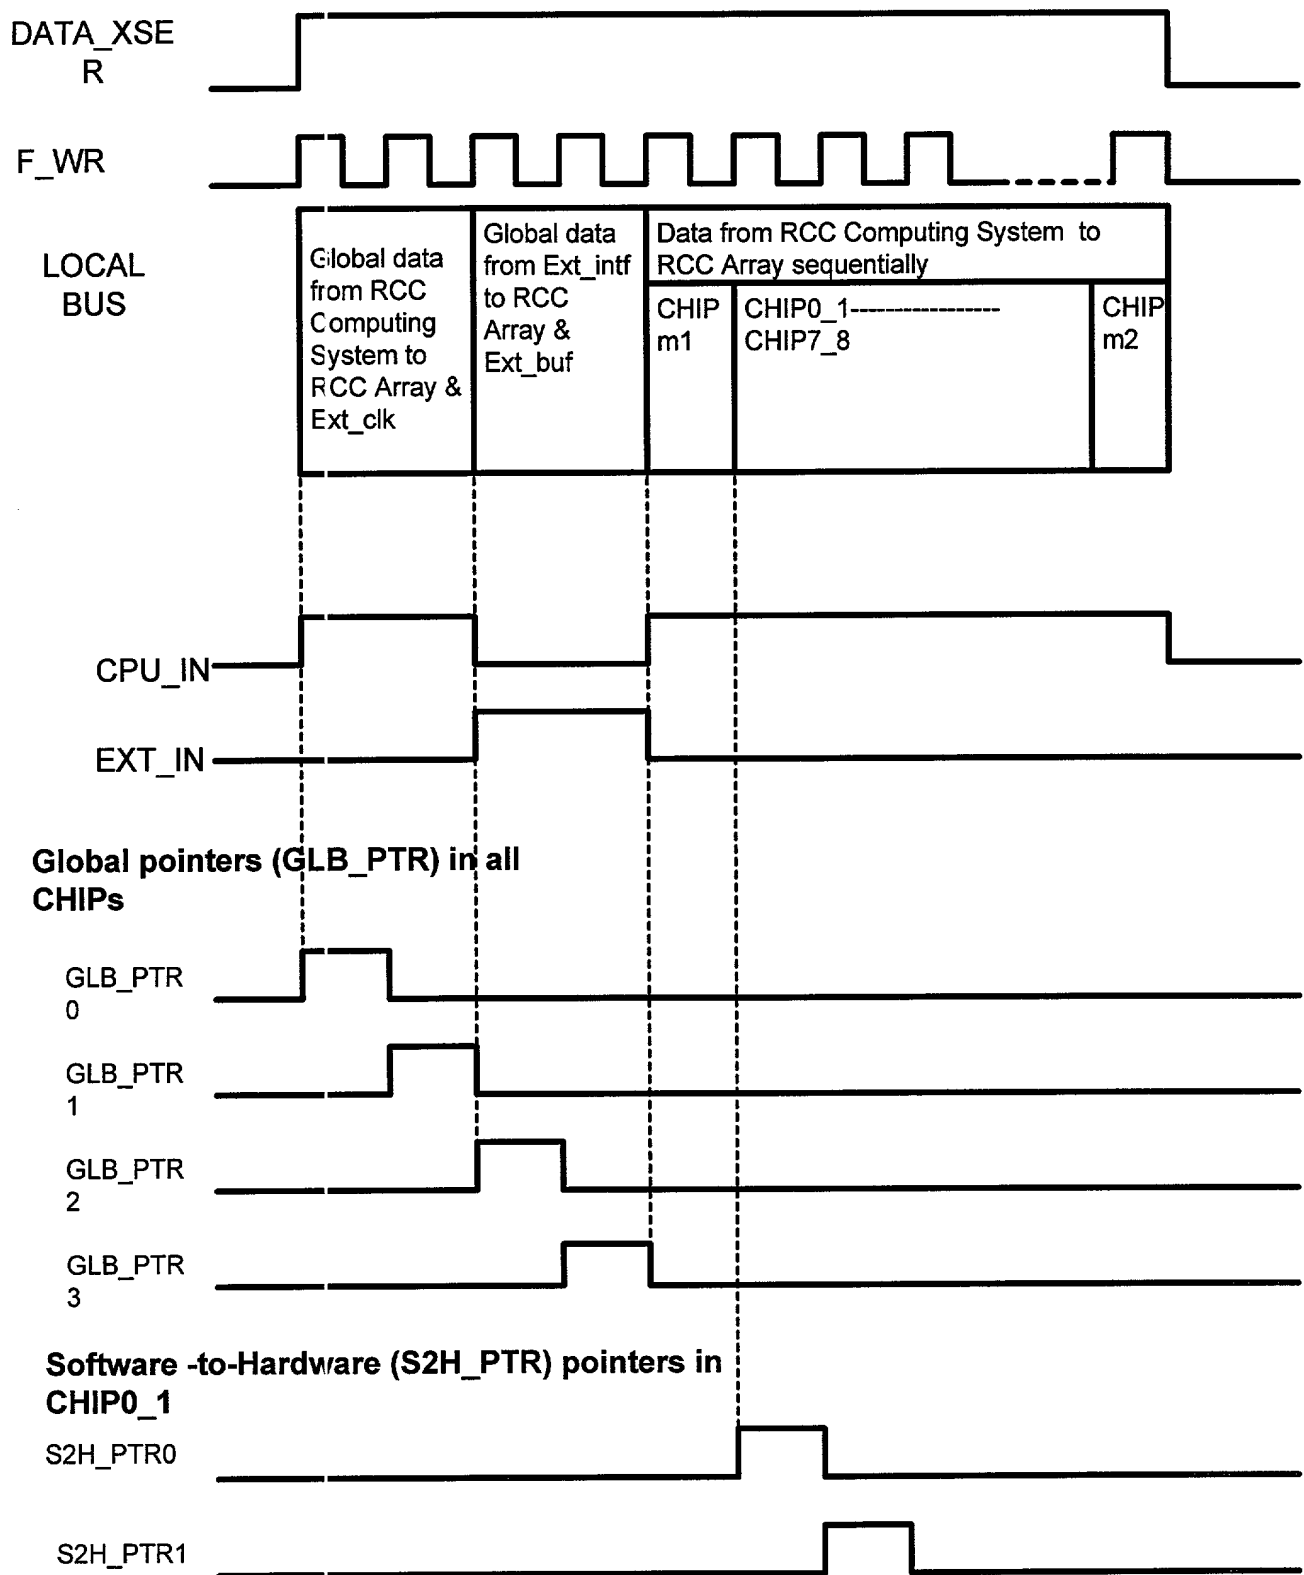 DATA_XSE
R
F_WR
LOCAL
BUS
Global data
from RCC
Computing
System to
RCC Array &
Ext_clk
Global data
from Ext_intf
to RCC
Array &
Ext_buf
Data from RCC Computing System to
RCC Array sequentially
CHIP
m1
CHIP0_1-------------------
CHIP7_8
CHIP
m2
CPU_IN
EXT_IN
Global pointers (GLB_PTR) in all
CHIPs
GLB_PTR
0
GLB_PTR
1
GLB_PTR
2
GLB_PTR
3
Software -to-Hardware (S2H_PTR) pointers in
CHIP0_1
S2H_PTR0
S2H_PTR1